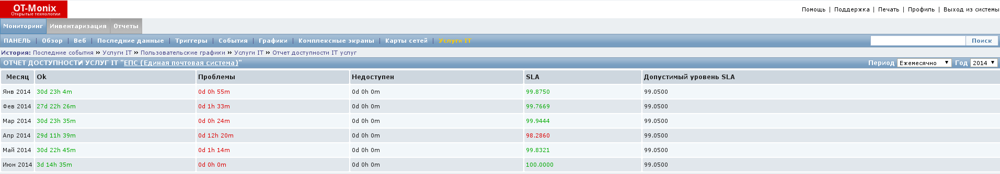 OT-Monix
Открытые технологии
Помощь | Поддержка | Печать | Профиль | Выход из системы
Мониторинг Инвентаризация Отчеты
ПАНЕЛЬ | Обзор | Веб | Последние данные | Триггеры | События | Графики | Комплексные экраны | Карты сетей | Услуги IT Поиск
История: Последние события » Услуги IT » Пользовательские графики » Услуги IT » Отчет доступности IT услуг
ОТЧЕТ ДОСТУПНОСТИ УСЛУГ IT "ЕПС (Единая почтовая система)" Период Ежемесячно Год 2014
Месяц Ok Проблемы Недоступен SLA Допустимый уровень SLA
Янв 2014 30d 23h 4m 0d 0h 55m 0d 0h 0m 99.8750 99.0500
Фев 2014 27d 22h 26m 0d 1h 33m 0d 0h 0m 99.7669 99.0500
Мар 2014 30d 23h 35m 0d 0h 24m 0d 0h 0m 99.9444 99.0500
Апр 2014 29d 11h 39m 0d 12h 20m 0d 0h 0m 98.2860 99.0500
Май 2014 30d 22h 45m 0d 1h 14m 0d 0h 0m 99.8321 99.0500
Июн 2014 3d 14h 35m 0d 0h 0m 0d 0h 0m 100.0000 99.0500